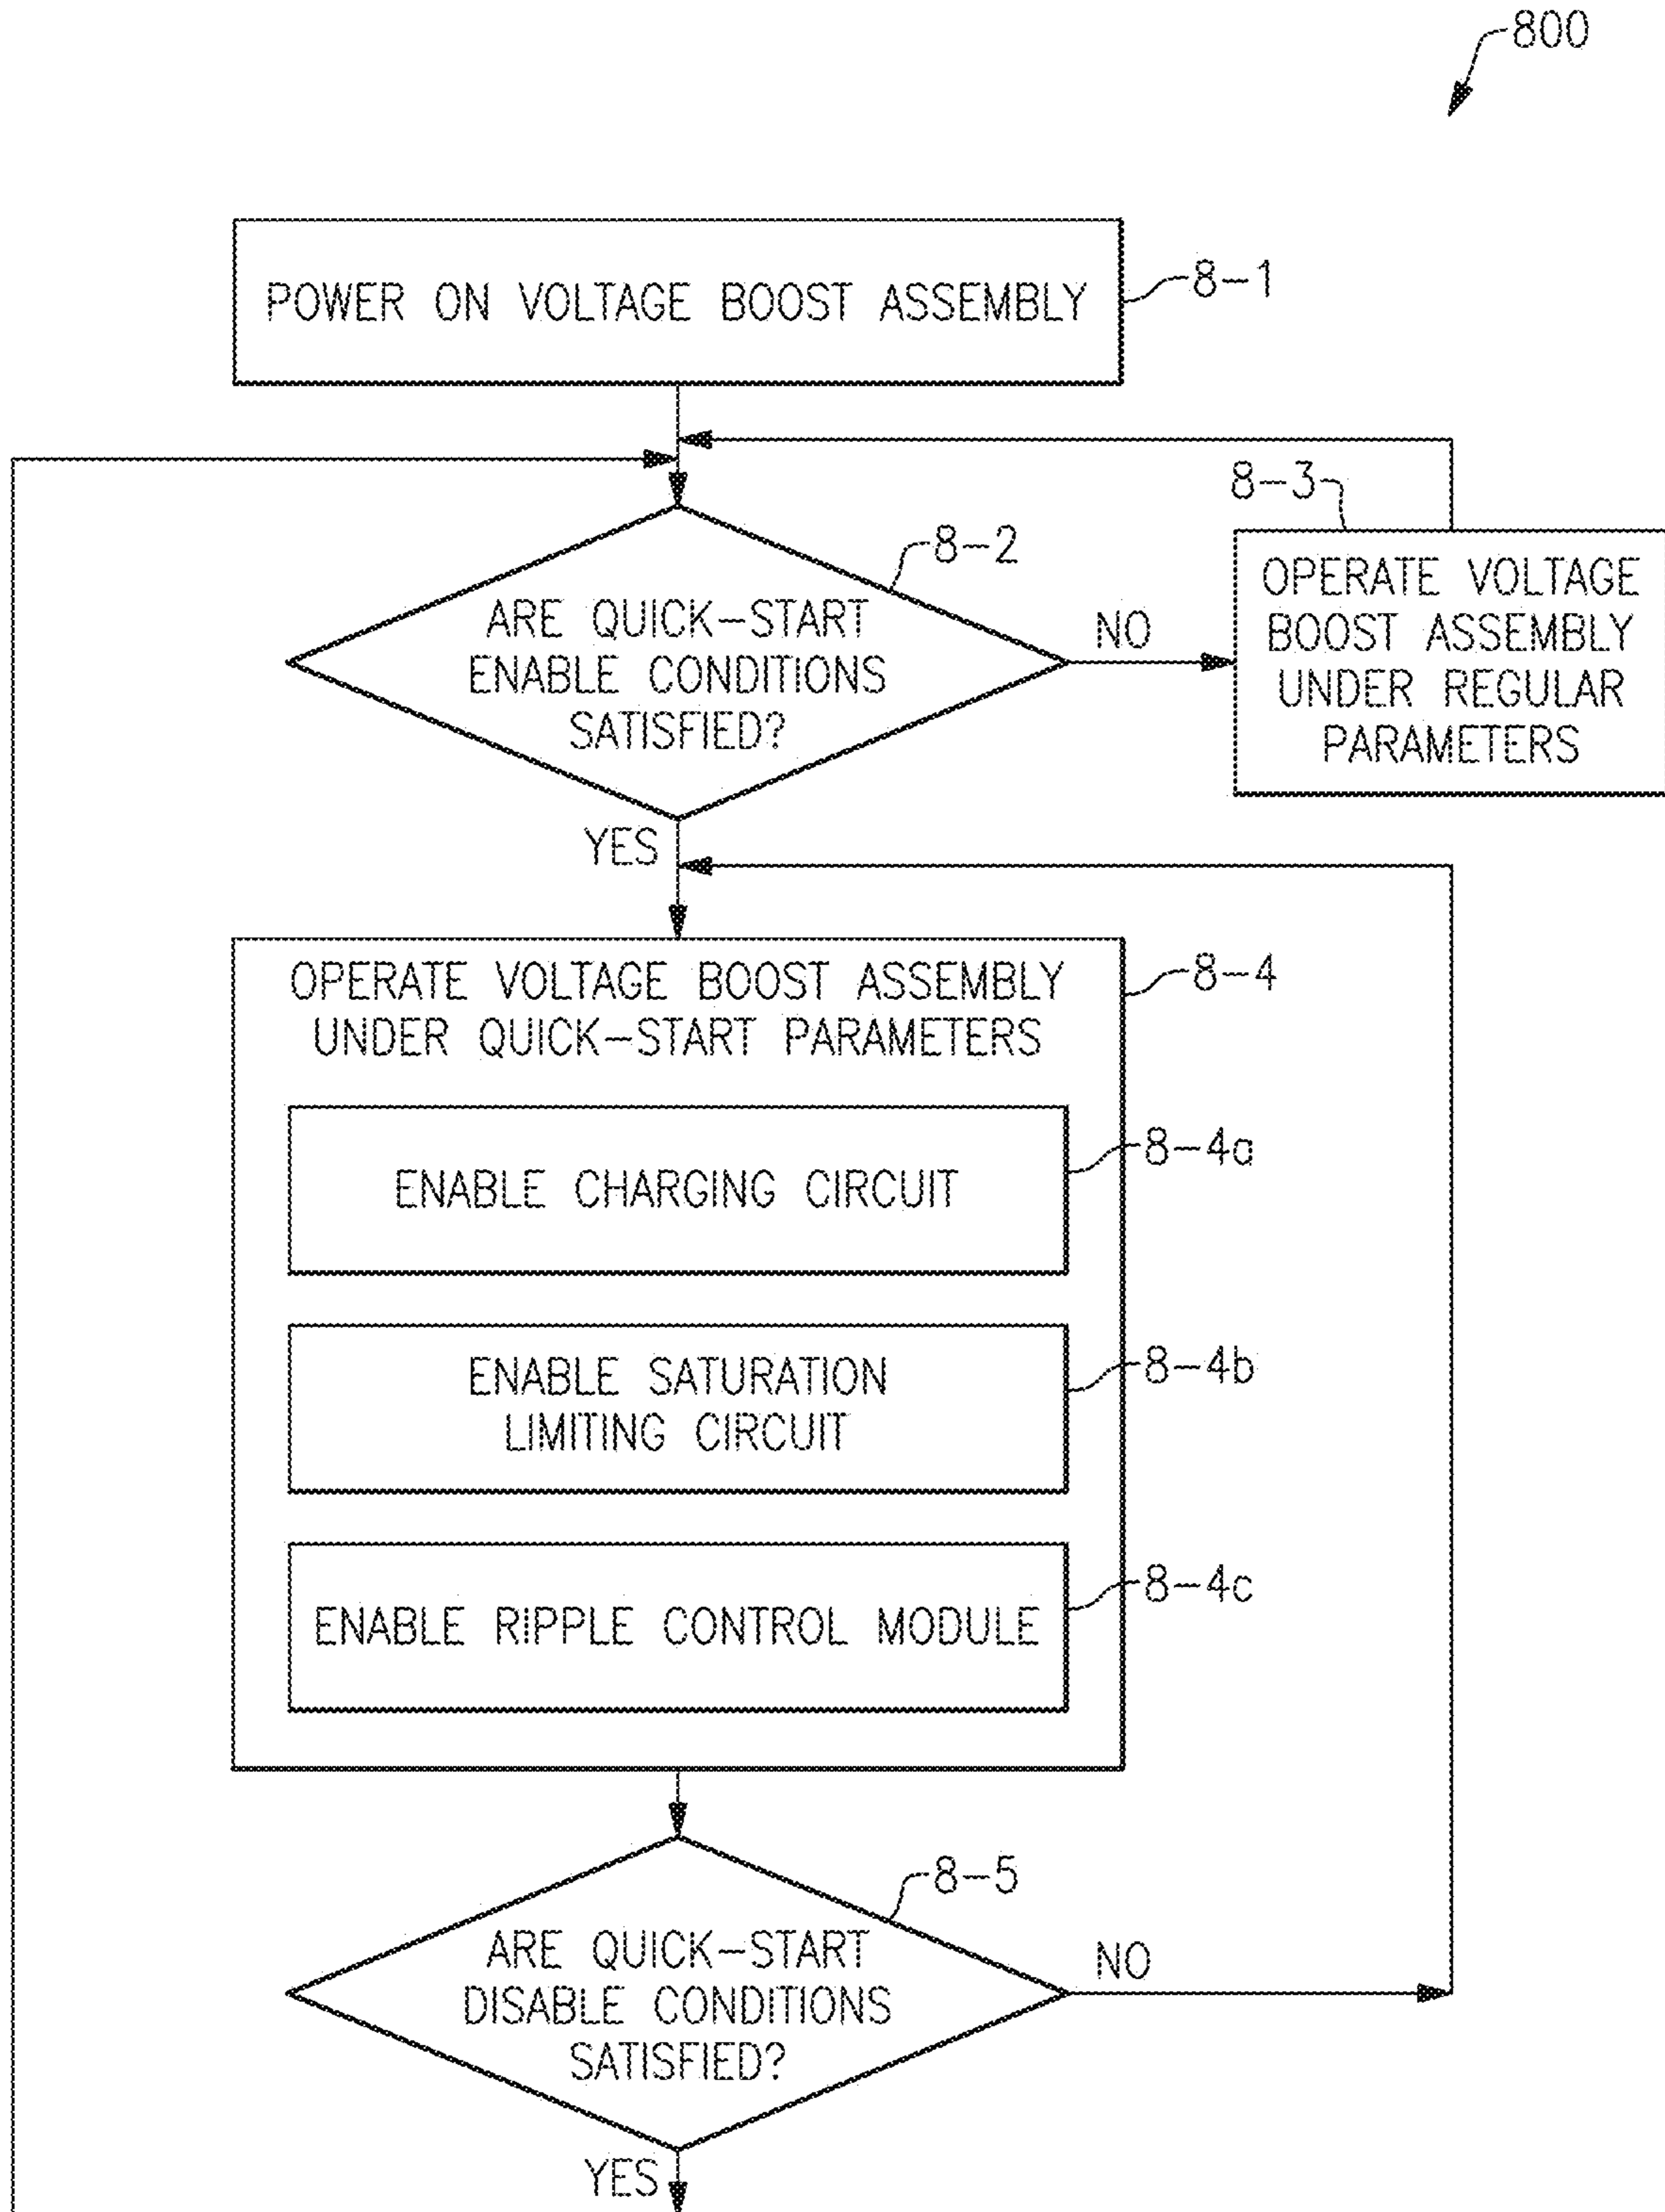 800
POWER ON VOLTAGE BOOST ASSEMBLY
8-1
8-2
ARE QUICK-START
ENABLE CONDITIONS
SATISFIED?
NO
8-3
OPERATE VOLTAGE
BOOST ASSEMBLY
UNDER REGULAR
PARAMETERS
YES
OPERATE VOLTAGE BOOST ASSEMBLY
UNDER QUICK-START PARAMETERS
8-4
ENABLE CHARGING CIRCUIT
8-4a
ENABLE SATURATION
LIMITING CIRCUIT
8-4b
ENABLE RIPPLE CONTROL MODULE
8-4c
8-5
ARE QUICK-START
DISABLE CONDITIONS
SATISFIED?
NO
YES